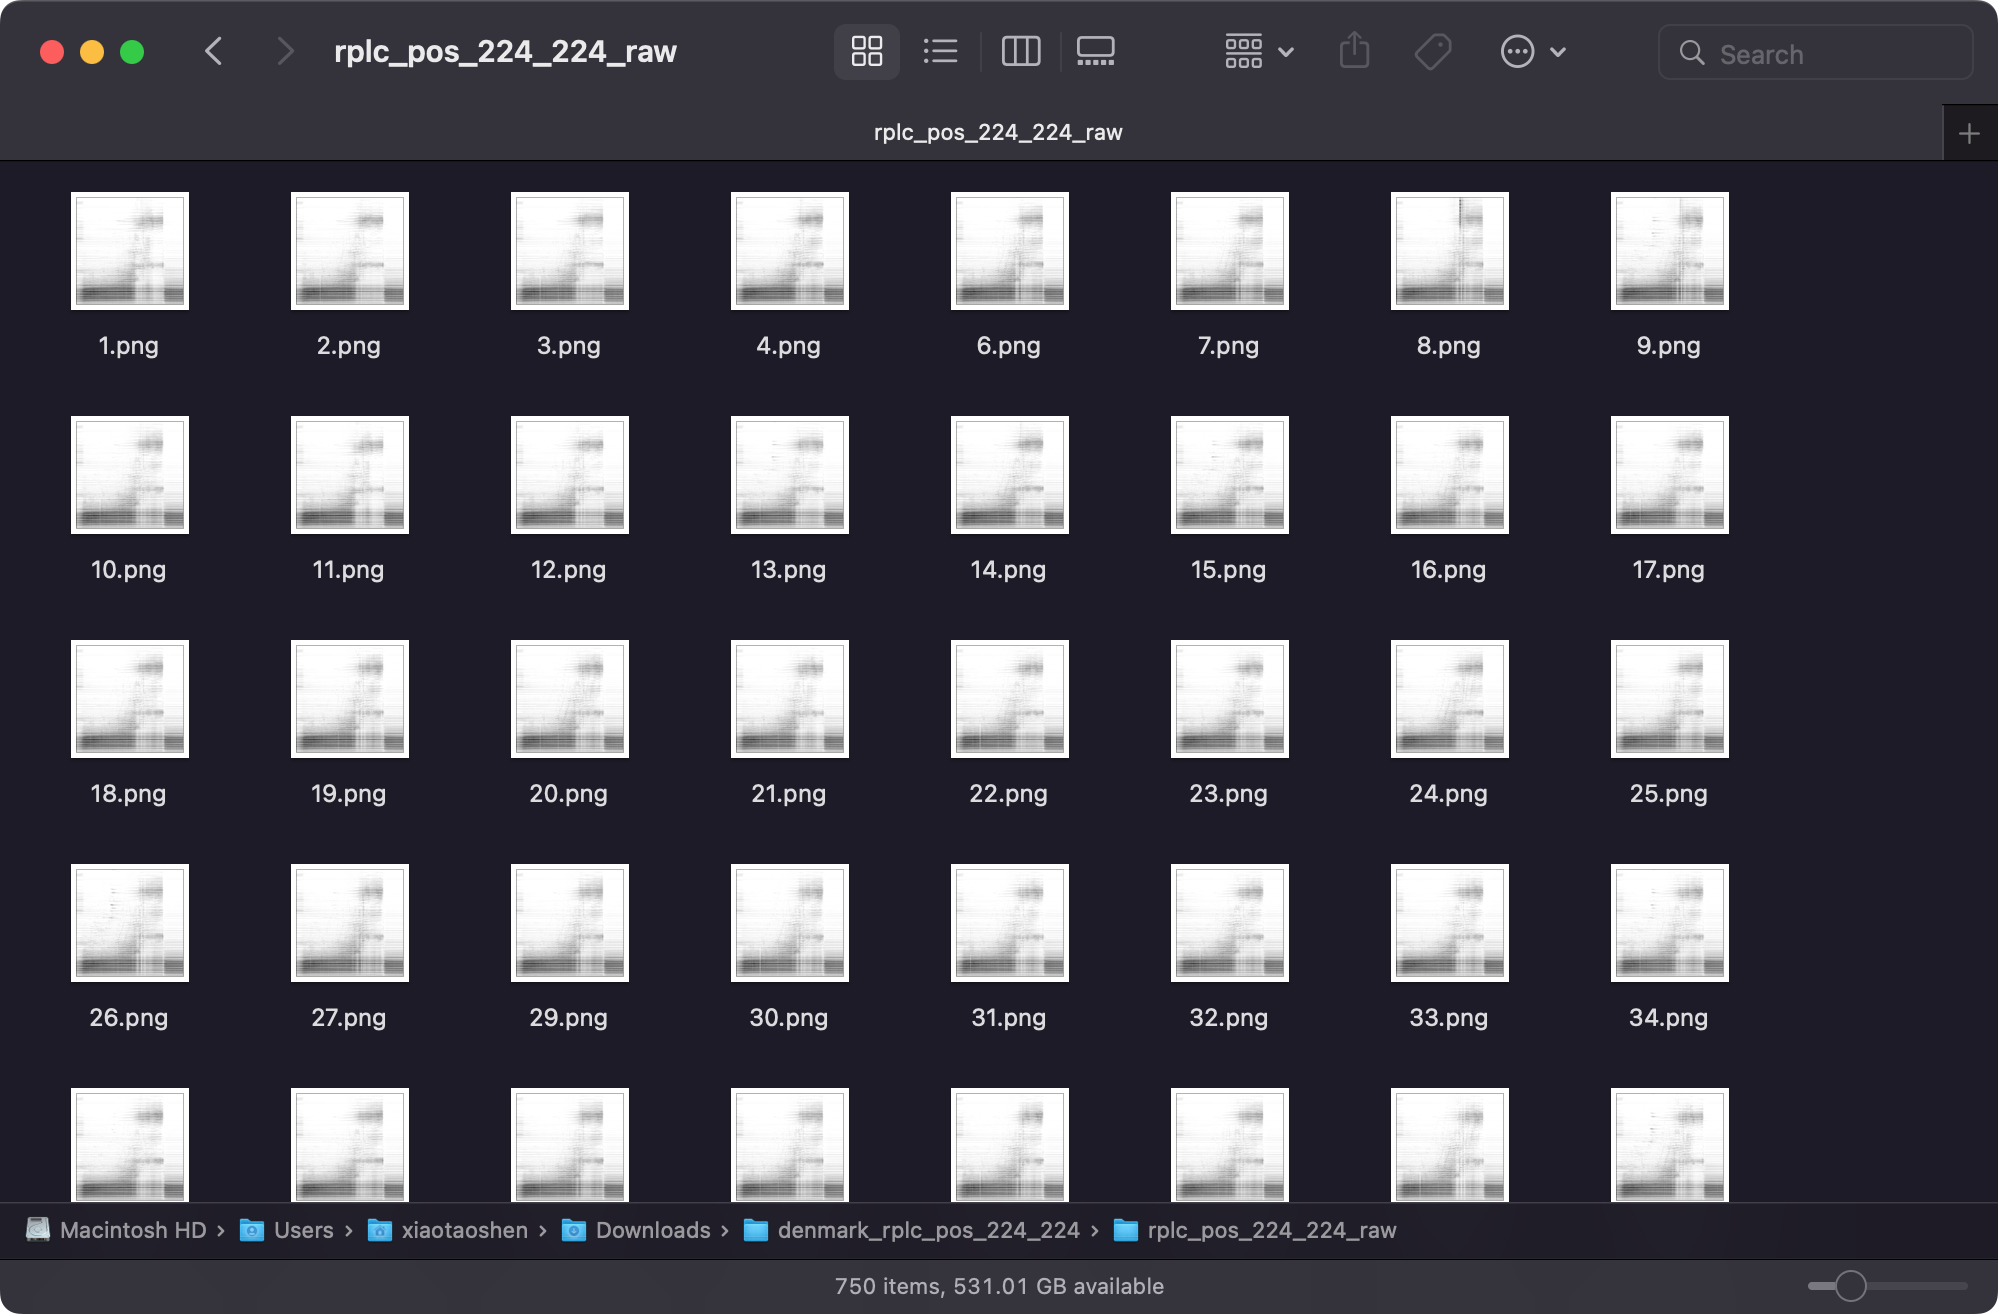 rplc_pos_224_224_raw
Search
rplc_pos_224_224_raw
1.png 2.png 3.png 4.png 6.png 7.png 8.png 9.png
10.png 11.png 12.png 13.png 14.png 15.png 16.png 17.png
18.png 19.png 20.png 21.png 22.png 23.png 24.png 25.png
26.png 27.png 29.png 30.png 31.png 32.png 33.png 34.png
Macintosh HD › Users › xiaotaoshen › Downloads › denmark_rplc_pos_224_224 › rplc_pos_224_224_raw
750 items, 531.01 GB available